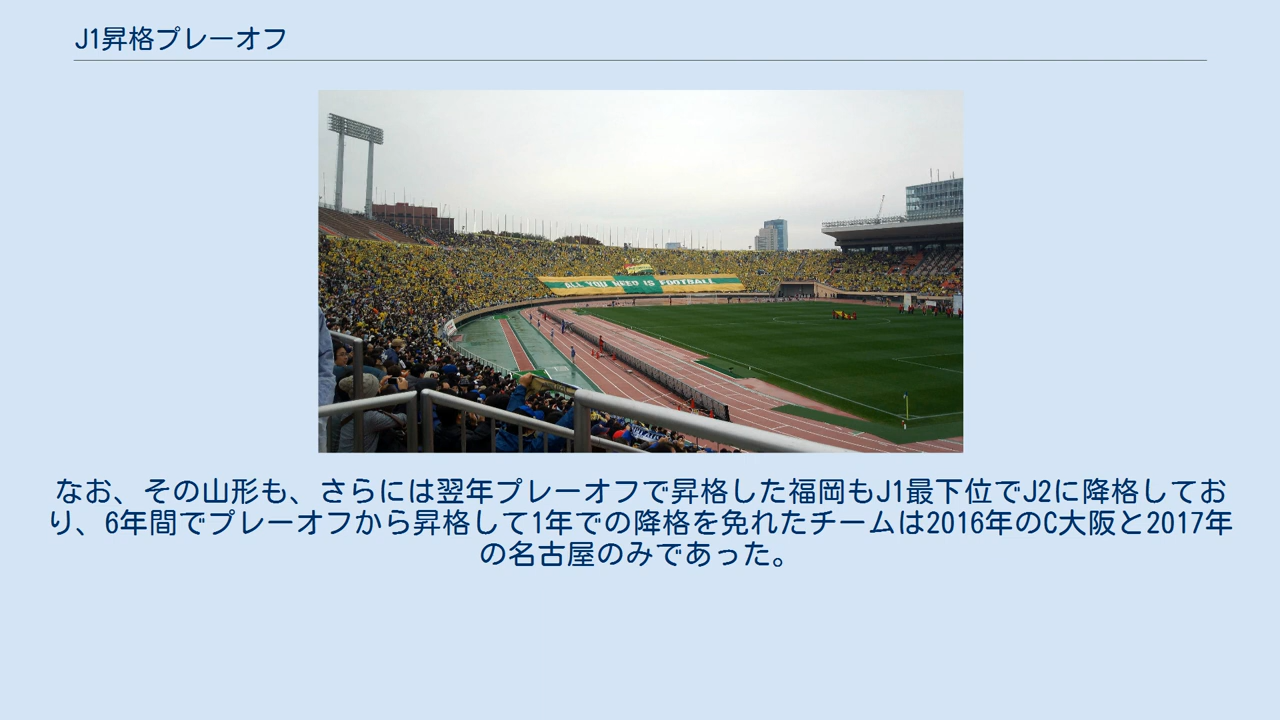 J1昇格プレーオフ
ALL YOU NEED IS FOOTBALL
なお、その山形も、さらには翌年プレーオフで昇格した福岡もJ1最下位でJ2に降格してお
り、6年間でプレーオフから昇格して1年での降格を免れたチームは2016年のC大阪と2017年
の名古屋のみであった。